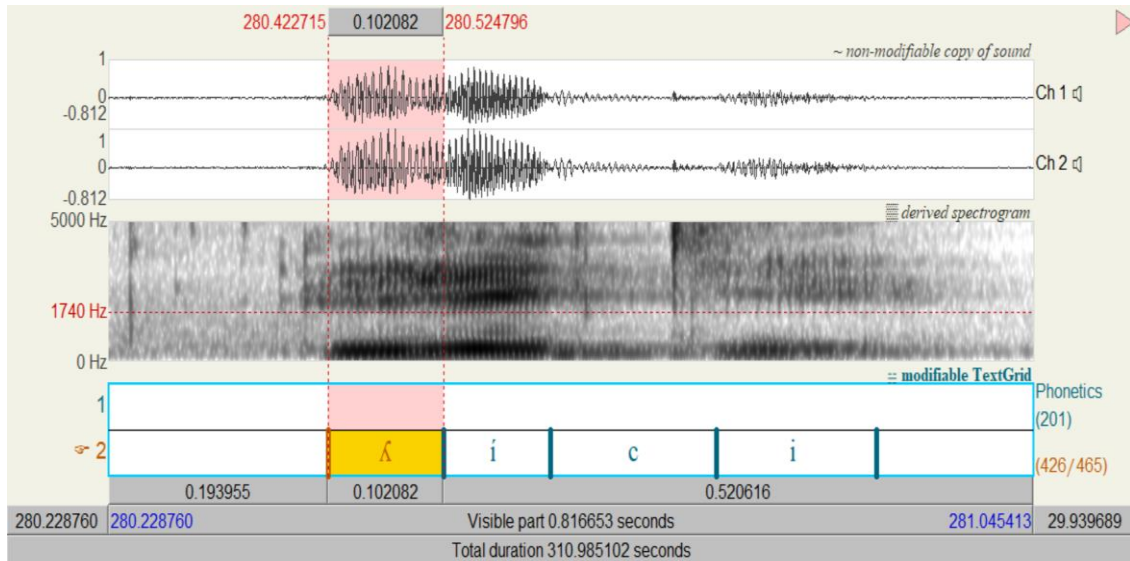 280.422715 0.102082 280.524796
~ non-modifiable copy of sound
1
0
-0.812
Ch 1
1
0
-0.812
Ch 2
derived spectrogram
5000 Hz
1740 Hz
0 Hz
modifiable TextGrid
1
Phonetics
(201)
2 ʎ í c i
(426/465)
0.193955 0.102082 0.520616
280.228760 280.228760 Visible part 0.816653 seconds 281.045413 29.939689
Total duration 310.985102 seconds